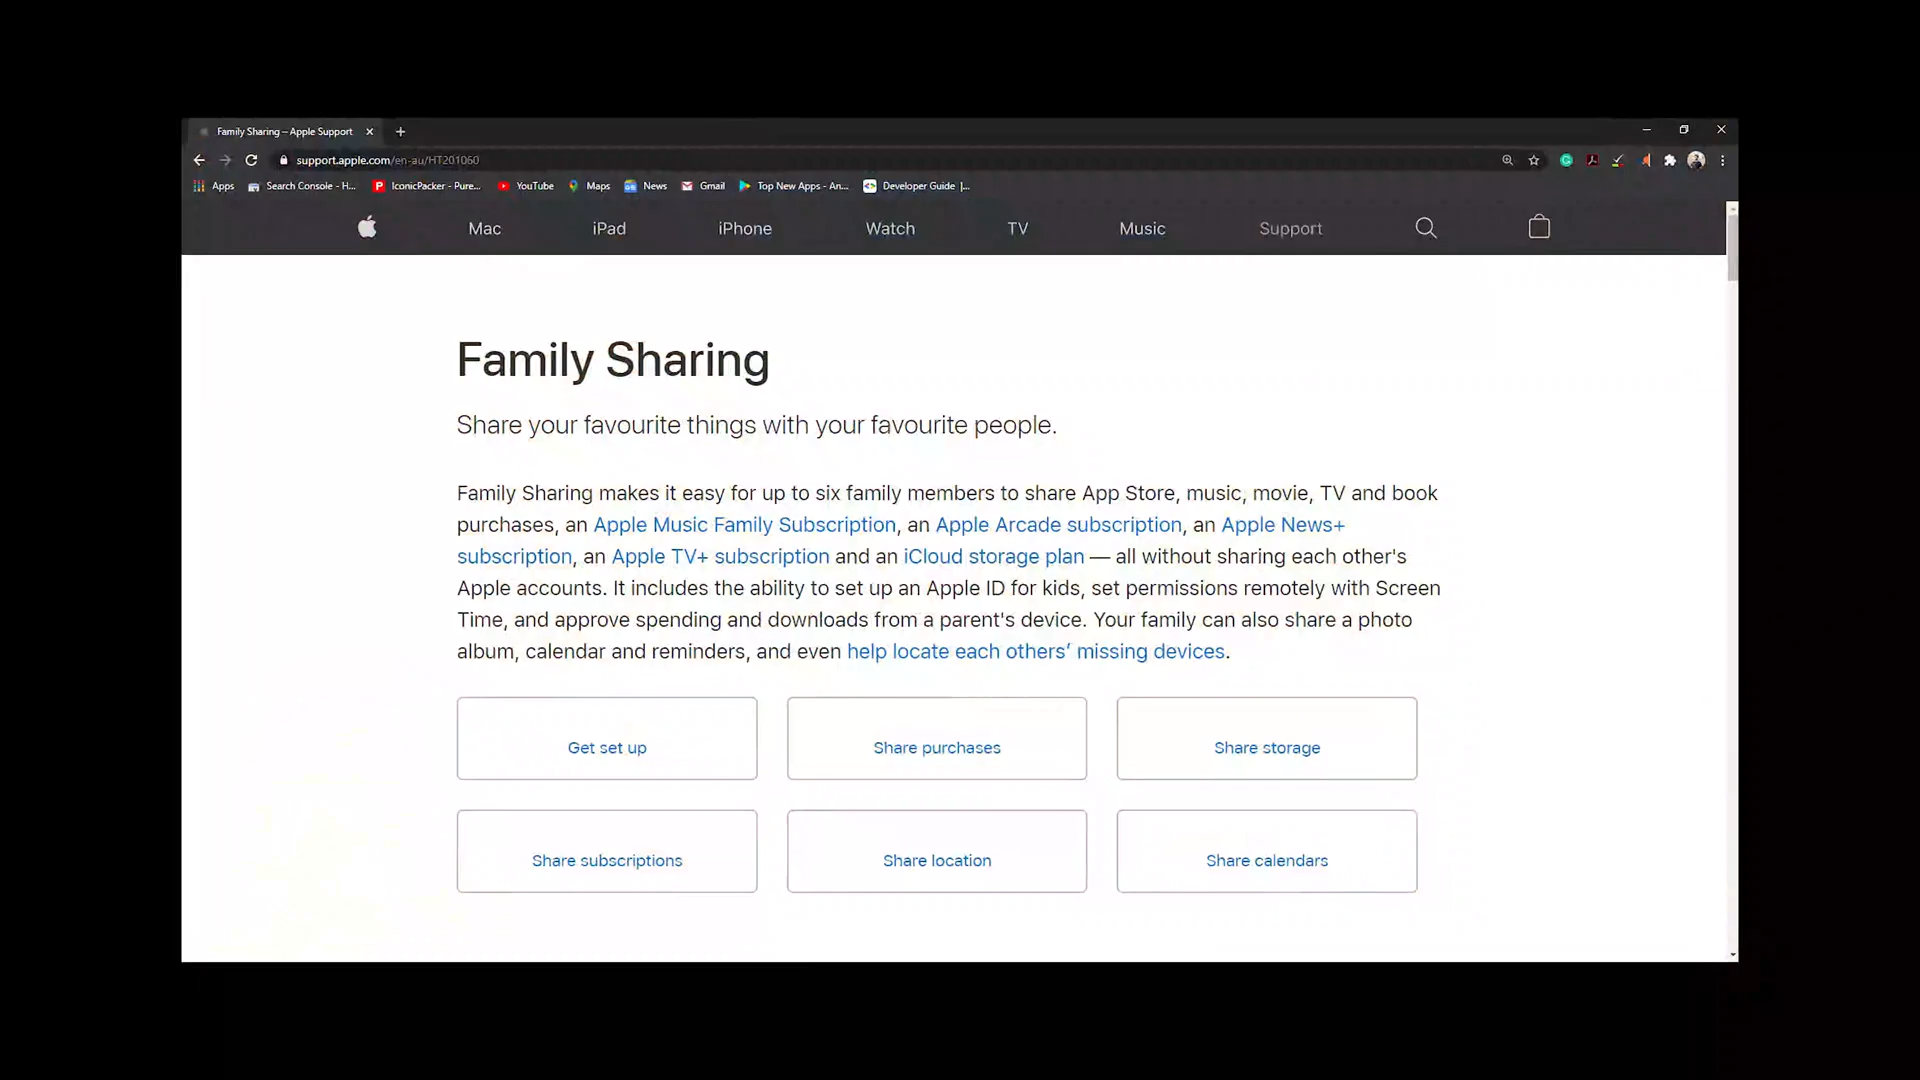 Family Sharing – Apple Support
support.apple.com/en-au/HT201060
Apps Search Console - H... IconicPacker - Pure... YouTube Maps News Gmail Top New Apps - An... Developer Guide |...
Mac iPad iPhone Watch TV Music Support
Family Sharing
Share your favourite things with your favourite people.
Family Sharing makes it easy for up to six family members to share App Store, music, movie, TV and book
purchases, an Apple Music Family Subscription, an Apple Arcade subscription, an Apple News+
subscription, an Apple TV+ subscription and an iCloud storage plan — all without sharing each other's
Apple accounts. It includes the ability to set up an Apple ID for kids, set permissions remotely with Screen
Time, and approve spending and downloads from a parent's device. Your family can also share a photo
album, calendar and reminders, and even help locate each others’ missing devices.
Get set up Share purchases Share storage
Share subscriptions Share location Share calendars